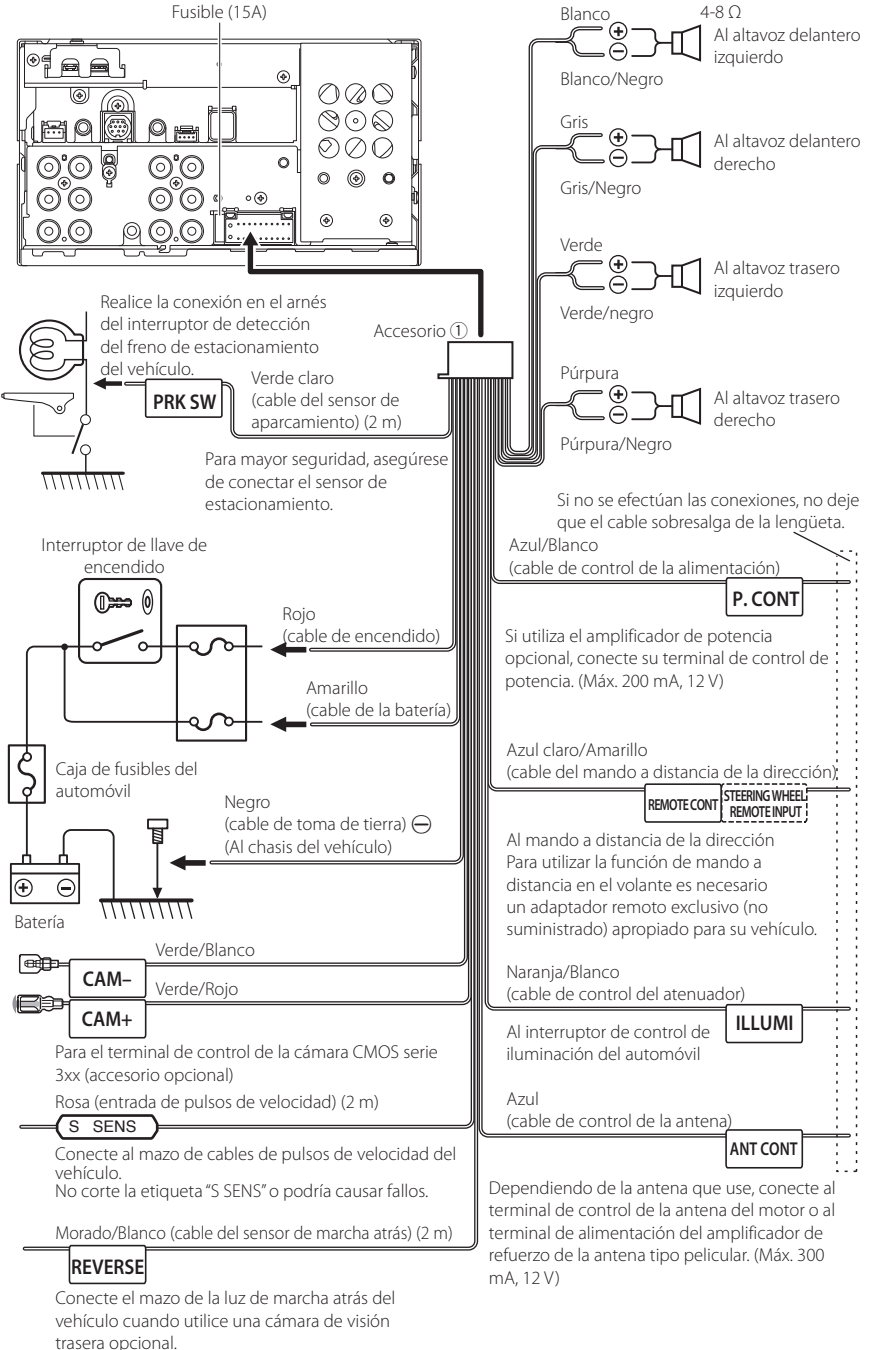 Fusible (15A)
Blanco
4-8 Ω
Al altavoz delantero
izquierdo
Blanco/Negro
Gris
Al altavoz delantero
derecho
Gris/Negro
Verde
Al altavoz trasero
izquierdo
Verde/negro
Púrpura
Al altavoz trasero
derecho
Púrpura/Negro
Realice la conexión en el arnés
del interruptor de detección
del freno de estacionamiento
del vehículo.
Accesorio ①
PRK SW
Verde claro
(cable del sensor de
aparcamiento) (2 m)
Para mayor seguridad, asegúrese
de conectar el sensor de
estacionamiento.
Si no se efectúan las conexiones, no deje
que el cable sobresalga de la lengüeta.
Azul/Blanco
(cable de control de la alimentación)
P. CONT
Si utiliza el amplificador de potencia
opcional, conecte su terminal de control de
potencia. (Máx. 200 mA, 12 V)
Interruptor de llave de
encendido
Rojo
(cable de encendido)
Amarillo
(cable de la batería)
Caja de fusibles del
automóvil
Negro
(cable de toma de tierra) ⊖
(Al chasis del vehículo)
Batería
Azul claro/Amarillo
(cable del mando a distancia de la dirección)
REMOTE CONT
STEERING WHEEL
REMOTE INPUT
Al mando a distancia de la dirección
Para utilizar la función de mando a
distancia en el volante es necesario
un adaptador remoto exclusivo (no
suministrado) apropiado para su vehículo.
Verde/Blanco
CAM–
Verde/Rojo
CAM+
Para el terminal de control de la cámara CMOS serie
3xx (accesorio opcional)
Naranja/Blanco
(cable de control del atenuador)
ILLUMI
Al interruptor de control de
iluminación del automóvil
Rosa (entrada de pulsos de velocidad) (2 m)
S SENS
Conecte al mazo de cables de pulsos de velocidad del
vehículo.
No corte la etiqueta “S SENS” o podría causar fallos.
Azul
(cable de control de la antena)
ANT CONT
Dependiendo de la antena que use, conecte al
terminal de control de la antena del motor o al
terminal de alimentación del amplificador de
refuerzo de la antena tipo pelicular. (Máx. 300
mA, 12 V)
Morado/Blanco (cable del sensor de marcha atrás) (2 m)
REVERSE
Conecte el mazo de la luz de marcha atrás del
vehículo cuando utilice una cámara de visión
trasera opcional.